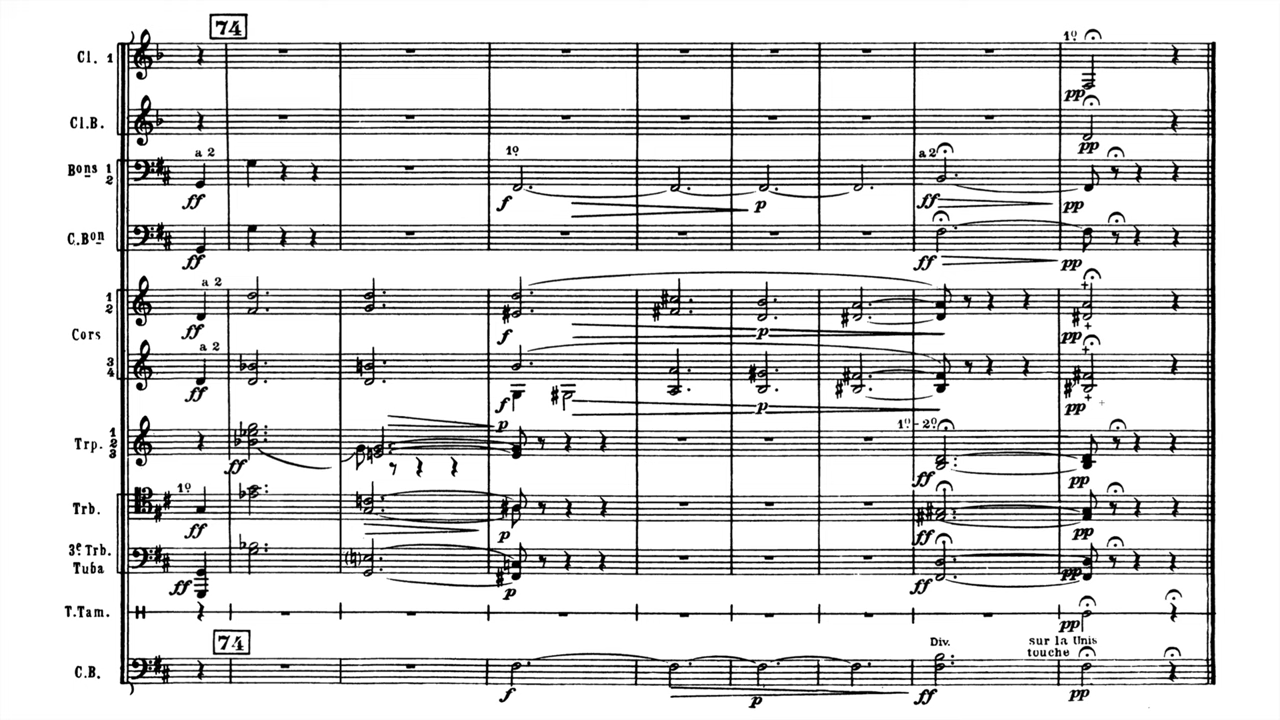 74
1º
Cl. 1
pp
Cl.B.
pp
a 2
1º
a2
Bons 1
2
ff
f
p
ff
pp
C.Bon
ff
ff
pp
a 2
1
2
ff
f
p
pp
Cors
a 2
3
4
ff
f
p
pp
p
1º - 2º
Trp. 1
2
3
ff
ff
pp
1º
Trb.
ff
p
ff
pp
3e Trb.
Tuba
ff
p
ff
pp
T.Tam.
pp
74
Div.
sur la Unis
touche
C.B.
f
p
ff
pp